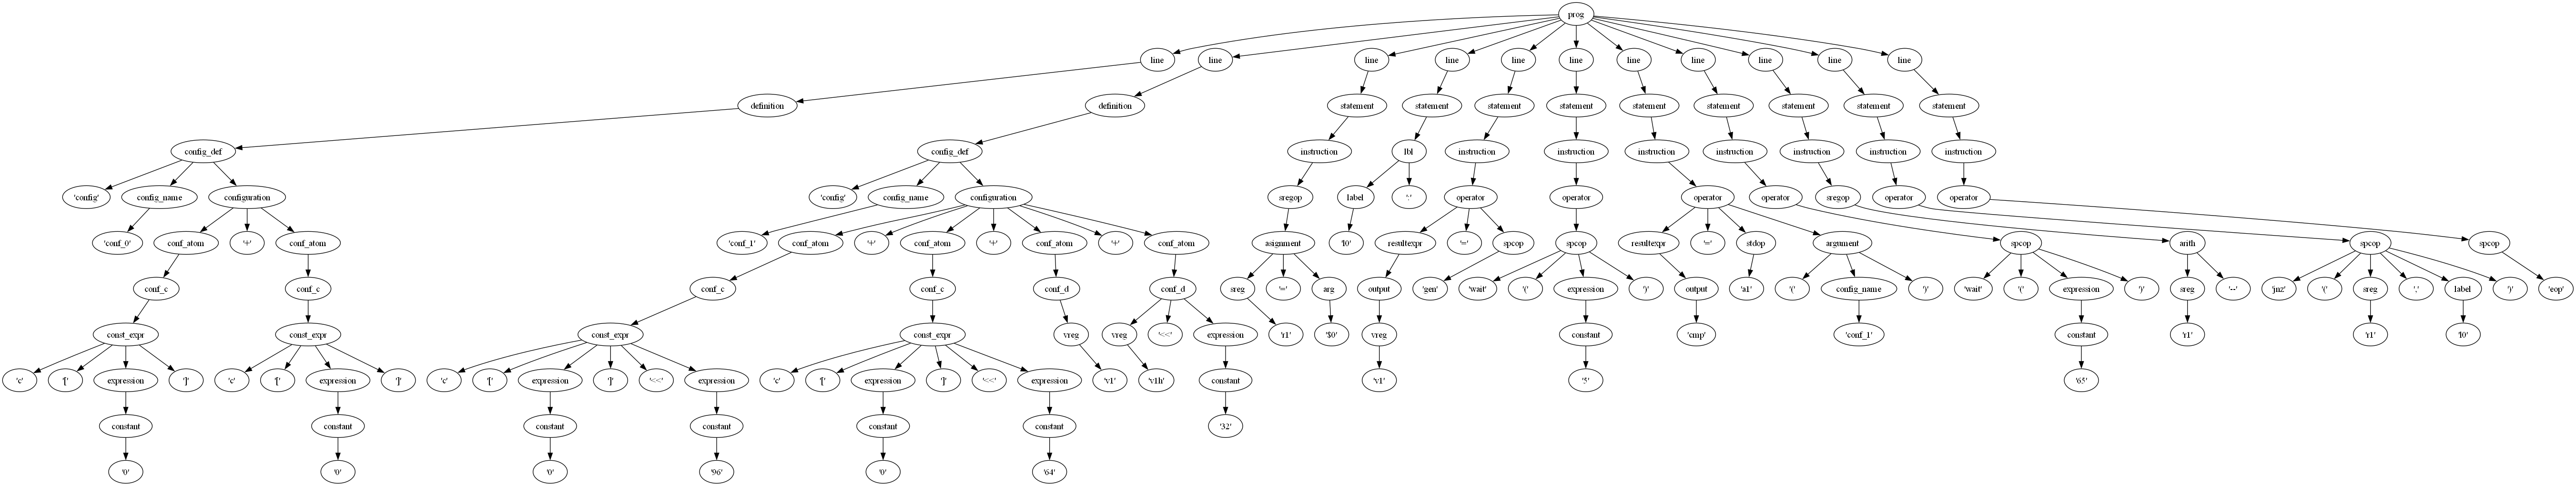 prog
line line line line line line line line line line line
definition definition statement statement statement statement statement statement statement statement statement
config_def config_def instruction lbl instruction instruction instruction instruction instruction instruction instruction
'config' config_name configuration 'config' config_name configuration sregop label ':' operator operator operator operator sregop operator operator
'conf_0' conf_atom '+' conf_atom 'conf_1' conf_atom '+' conf_atom '+' conf_atom '+' conf_atom asignment 'l0' resultexpr '=' spcop spcop resultexpr '=' stdop argument spcop arith spcop spcop
conf_c conf_c conf_c conf_c conf_d conf_d sreg '=' arg output 'gen' 'wait' '(' expression ')' output 'a1' '(' config_name ')' 'wait' '(' expression ')' sreg '--' 'jnz' '(' sreg ',' label ')' 'eop'
const_expr const_expr const_expr const_expr vreg vreg '<<' expression 'r1' '$0' vreg constant 'cmp' 'conf_1' constant 'r1' 'r1' 'l0'
'c' '[' expression ']' 'c' '[' expression ']' 'c' '[' expression ']' '<<' expression 'c' '[' expression ']' '<<' expression 'v1' 'v1h' constant 'v1' '5' '65'
constant constant constant constant constant constant '32'
'0' '0' '0' '96' '0' '64'